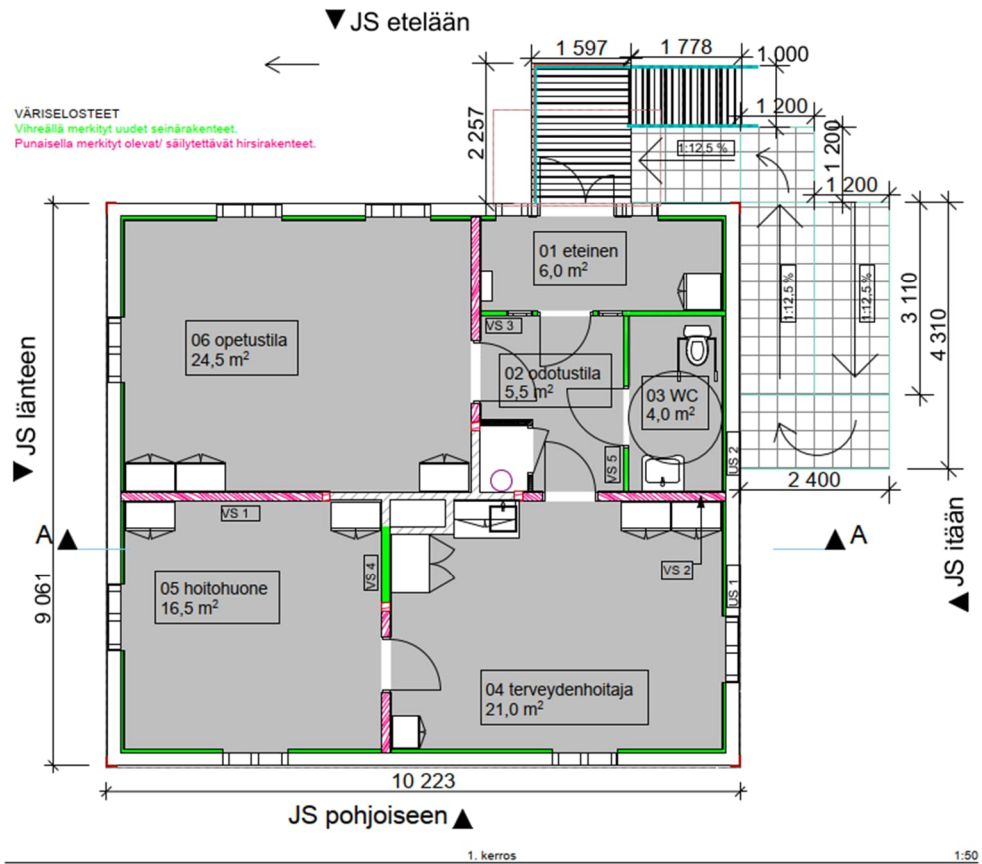 ▼ JS etelään
1 597
1 778
1 000
VÄRISELOSTEET
Vihreällä merkityt uudet seinärakenteet.
Punaisella merkityt olevat/ säilytettävät hirsirakenteet.
2 257
1 200
1 200
1:12,5 %
1 200
01 eteinen
6,0 m²
1:12,5 %
1:12,5 %
3 110
4 310
VS 3
06 opetustila
24,5 m²
02 odotustila
5,5 m²
03 WC
4,0 m²
▼ JS länteen
VS 5
US 2
2 400
VS 1
A
A
VS 4
VS 2
US 1
▲ JS itään
05 hoitohuone
16,5 m²
9 061
04 terveydenhoitaja
21,0 m²
10 223
JS pohjoiseen ▲
1. kerros
1:50